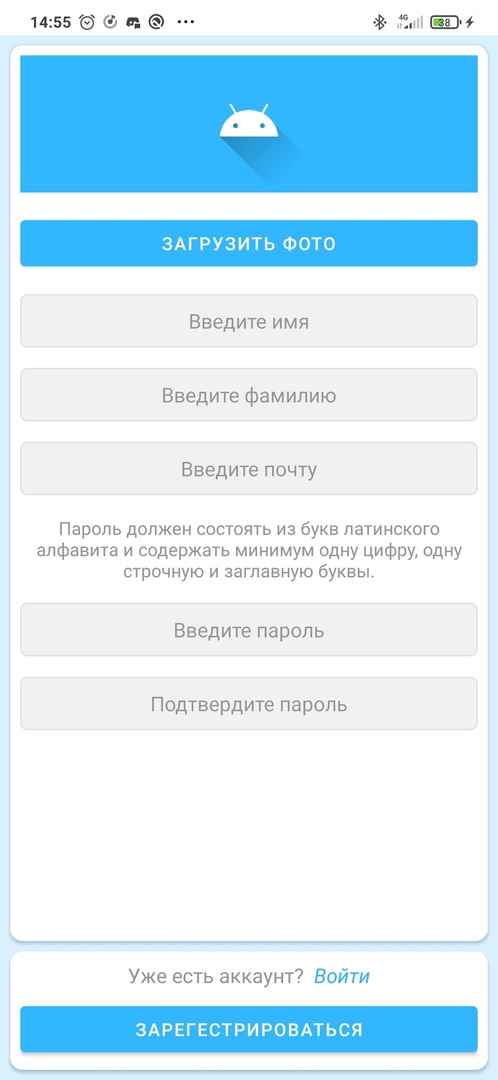 14:55
4G
38
ЗАГРУЗИТЬ ФОТО
Введите имя
Введите фамилию
Введите почту
Пароль должен состоять из букв латинского
алфавита и содержать минимум одну цифру, одну
строчную и заглавную буквы.
Введите пароль
Подтвердите пароль
Уже есть аккаунт? Войти
ЗАРЕГЕСТРИРОВАТЬСЯ